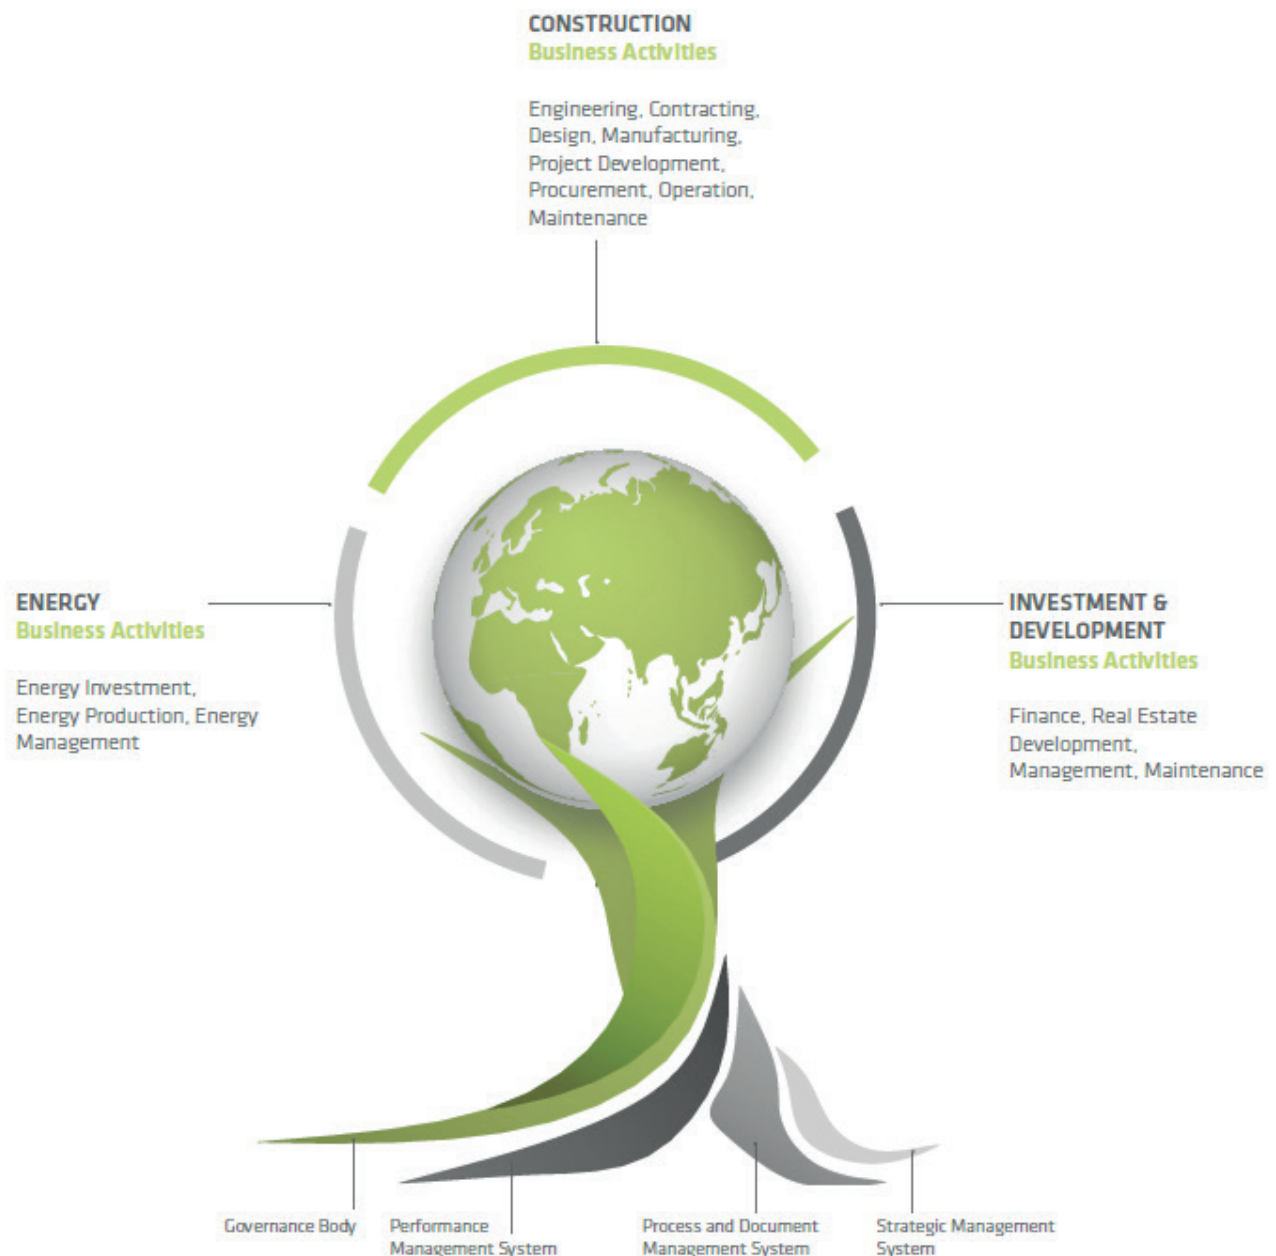 CONSTRUCTION
Business Activities
Engineering, Contracting,
Design, Manufacturing,
Project Development,
Procurement, Operation,
Maintenance
ENERGY
Business Activities
Energy Investment,
Energy Production, Energy
Management
INVESTMENT &
DEVELOPMENT
Business Activities
Finance, Real Estate
Development,
Management, Maintenance
Governance Body
Performance
Management System
Process and Document
Management System
Strategic Management
System